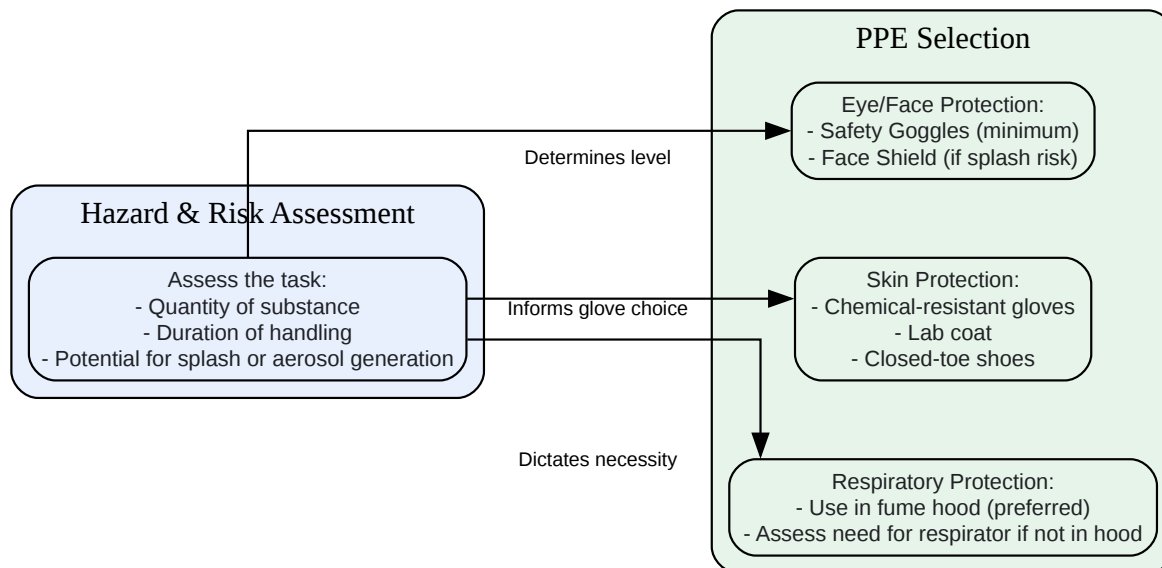 PPE Selection
Eye/Face Protection:
- Safety Goggles (minimum)
- Face Shield (if splash risk)
Determines level
Hazard & Risk Assessment
Assess the task:
- Quantity of substance
- Duration of handling
- Potential for splash or aerosol generation
Informs glove choice
Skin Protection:
- Chemical-resistant gloves
- Lab coat
- Closed-toe shoes
Dictates necessity
Respiratory Protection:
- Use in fume hood (preferred)
- Assess need for respirator if not in hood